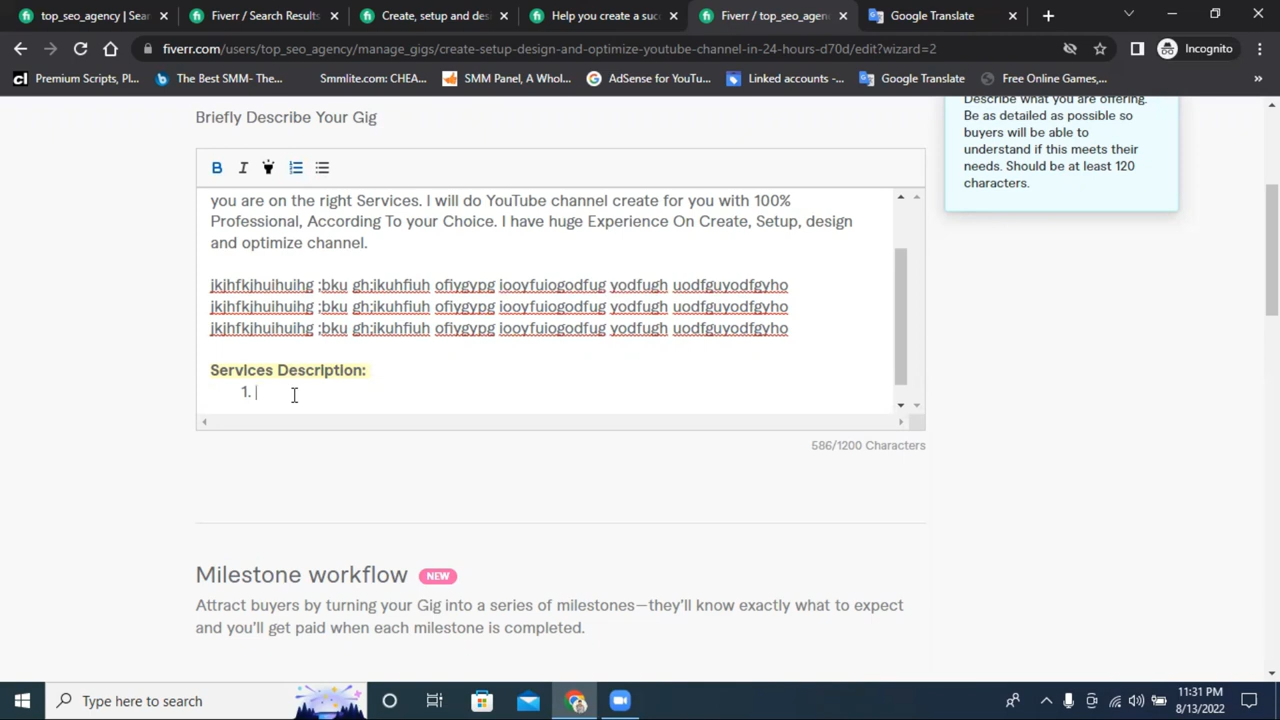 top_seo_agency | Sear
Fiverr / Search Results
Create, setup and des
Help you create a suc
Fiverr / top_seo_agen
Google Translate
fiverr.com/users/top_seo_agency/manage_gigs/create-setup-design-and-optimize-youtube-channel-in-24-hours-d70d/edit?wizard=2
Incognito
Premium Scripts, Pl...
The Best SMM- The...
Smmlite.com: CHEA...
SMM Panel, A Whol...
AdSense for YouTu...
Linked accounts -...
Google Translate
Free Online Games,...
»
Briefly Describe Your Gig
Describe what you are offering.
Be as detailed as possible so
buyers will be able to
understand if this meets their
needs. Should be at least 120
characters.
B I
you are on the right Services. I will do YouTube channel create for you with 100%
Professional, According To your Choice. I have huge Experience On Create, Setup, design
and optimize channel.
jkjhfkjhuihuihg ;bku gh;ikuhfiuh ofiygypg iooyfuiogodfug yodfugh uodfguyodfgyho
jkjhfkjhuihuihg ;bku gh;ikuhfiuh ofiygypg iooyfuiogodfug yodfugh uodfguyodfgyho
jkjhfkjhuihuihg ;bku gh;ikuhfiuh ofiygypg iooyfuiogodfug yodfugh uodfguyodfgyho
Services Description:
1.
586/1200 Characters
Milestone workflow NEW
Attract buyers by turning your Gig into a series of milestones—they'll know exactly what to expect
and you'll get paid when each milestone is completed.
Type here to search
11:31 PM
8/13/2022